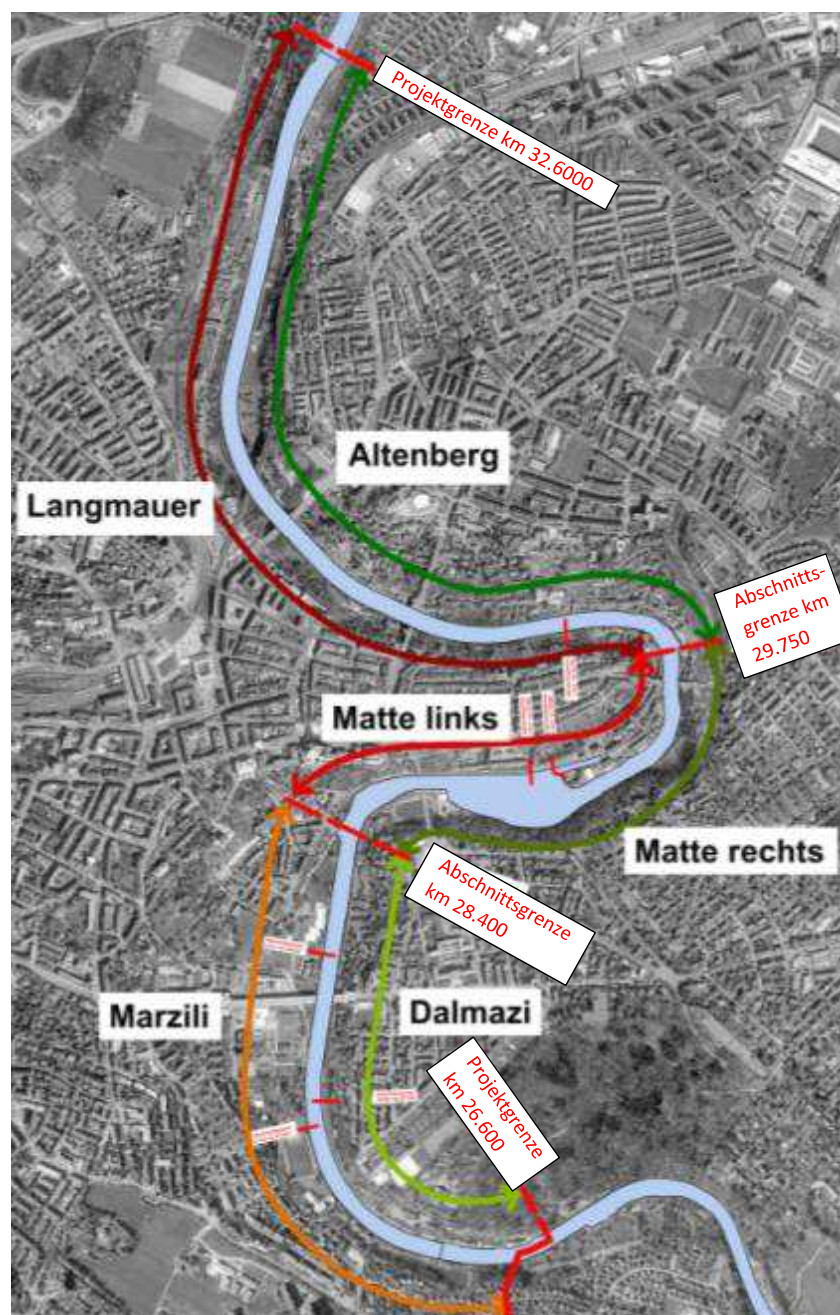 Projektgrenze km 32.6000
Altenberg
Langmauer
Abschnitts-
grenze km
29.750
Matte links
Matte rechts
Abschnittsgrenze
km 28.400
Marzili
Dalmazi
Projektgrenze
km 26.600